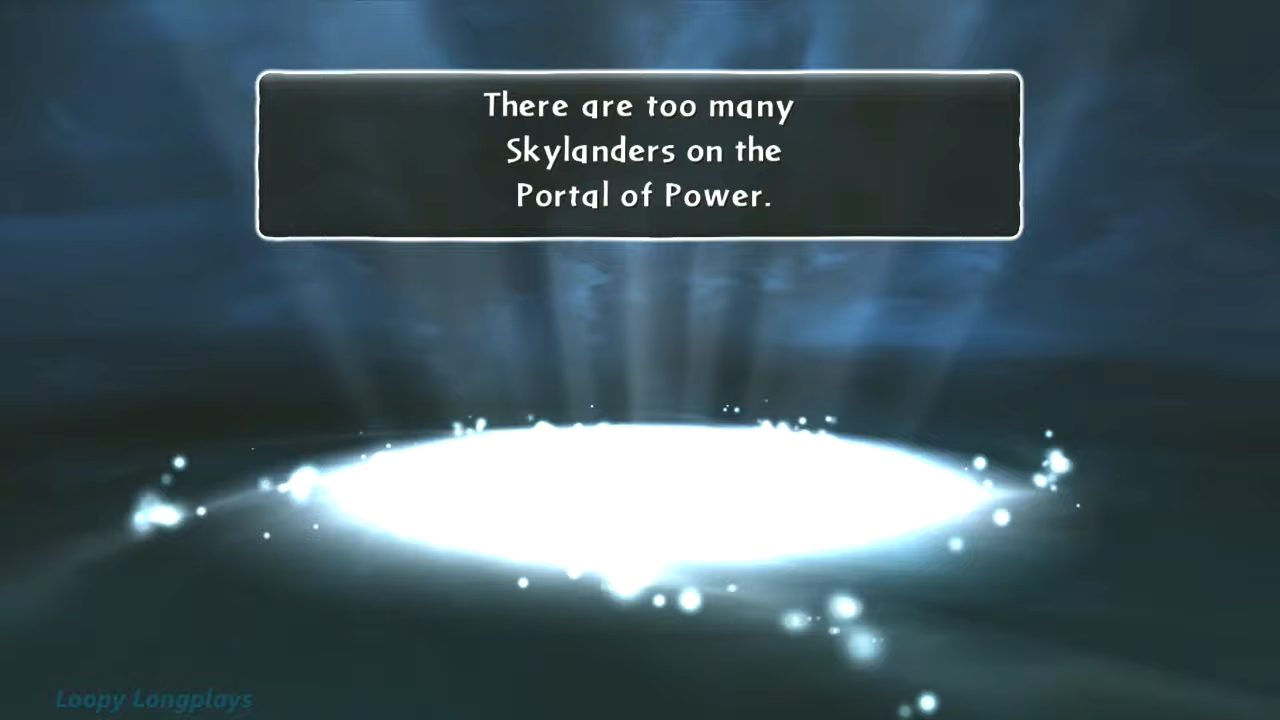 There are too many
Skylanders on the
Portal of Power.
Loopy Longplays